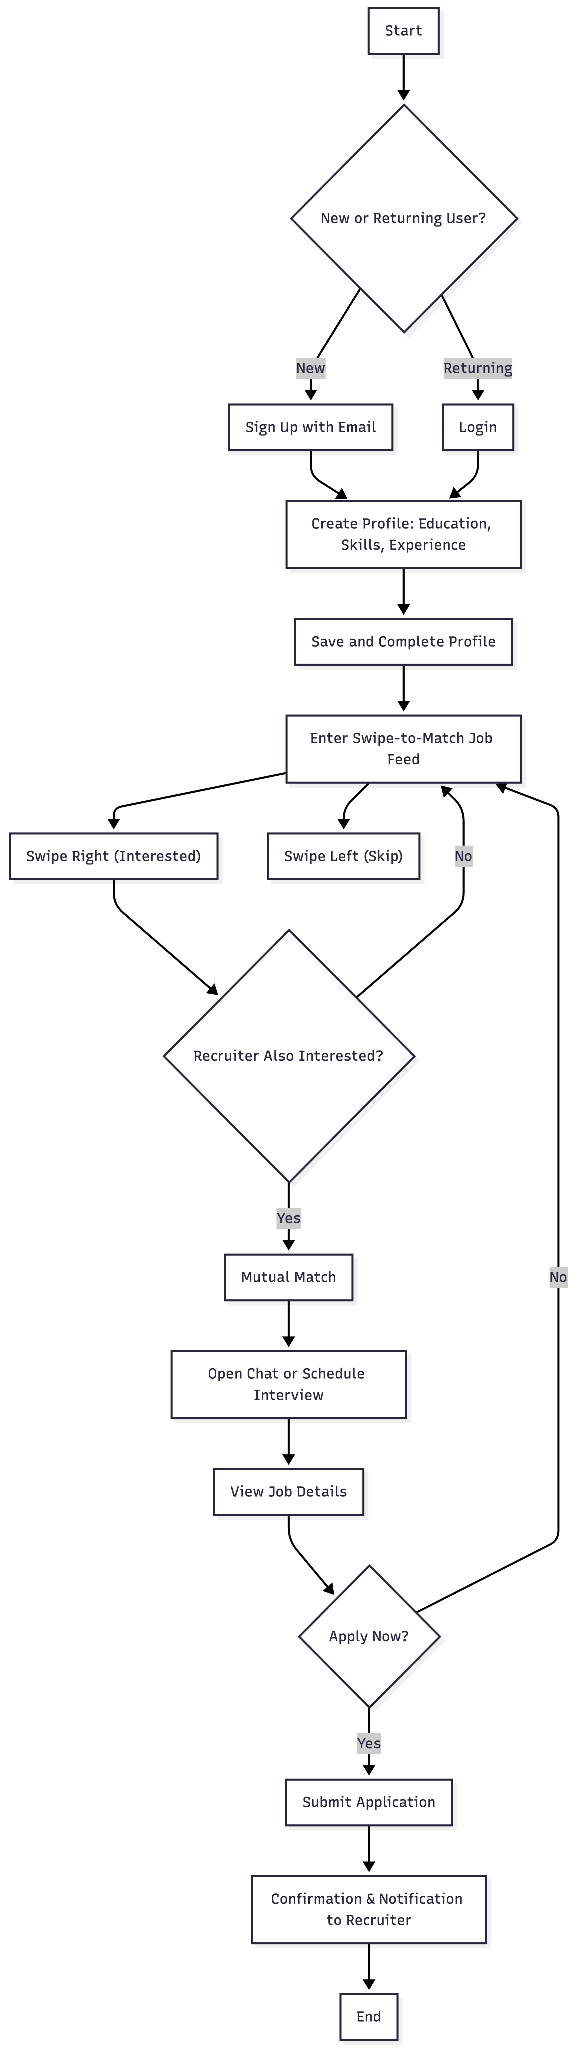 Start
New or Returning User?
New
Returning
Sign Up with Email
Login
Create Profile: Education,
Skills, Experience
Save and Complete Profile
Enter Swipe-to-Match Job
Feed
Swipe Right (Interested)
Swipe Left (Skip)
No
Recruiter Also Interested?
Yes
Mutual Match
No
Open Chat or Schedule
Interview
View Job Details
Apply Now?
Yes
Submit Application
Confirmation & Notification
to Recruiter
End